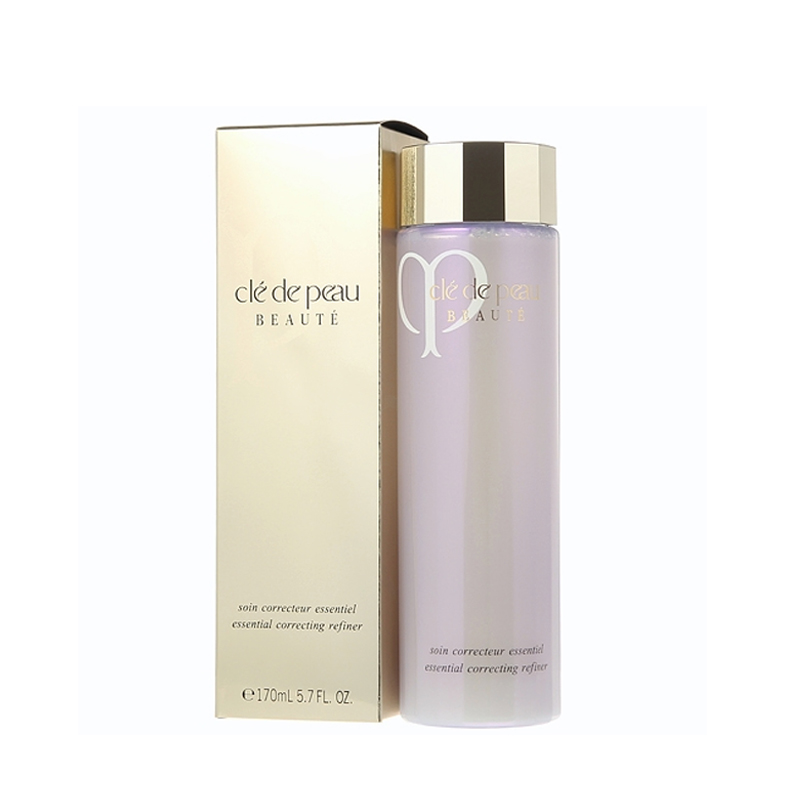 clé de peau
BEAUTÉ
soin correcteur essentiel
essential correcting refiner
℮170mL 5.7 FL. OZ.
clé de peau
BEAUTÉ
soin correcteur essentiel
essential correcting refiner